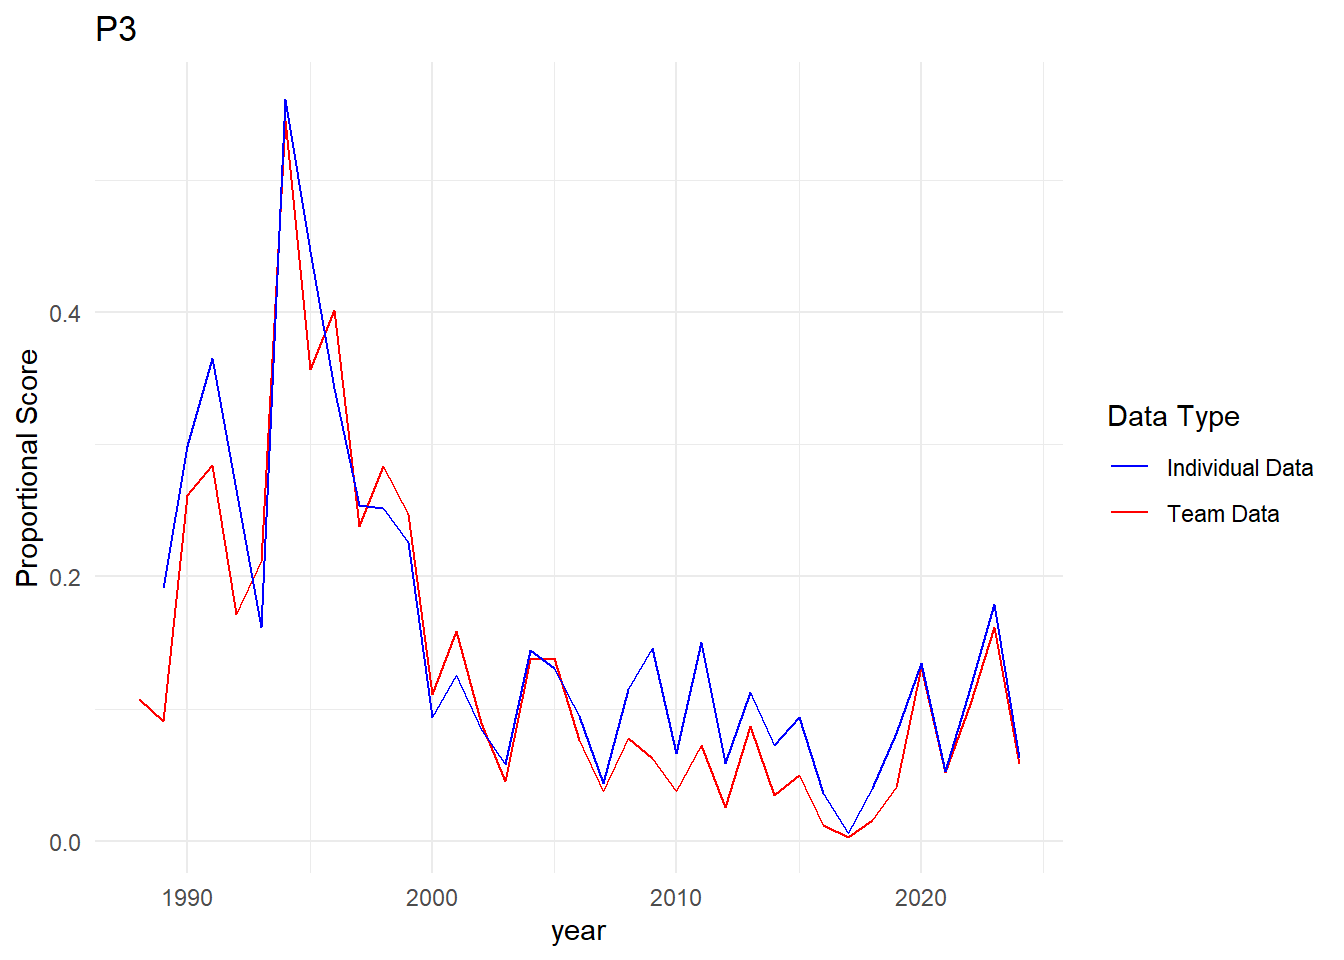 P3
Proportional Score
0.4
0.2
0.0
1990
2000
2010
2020
year
Data Type
Individual Data
Team Data